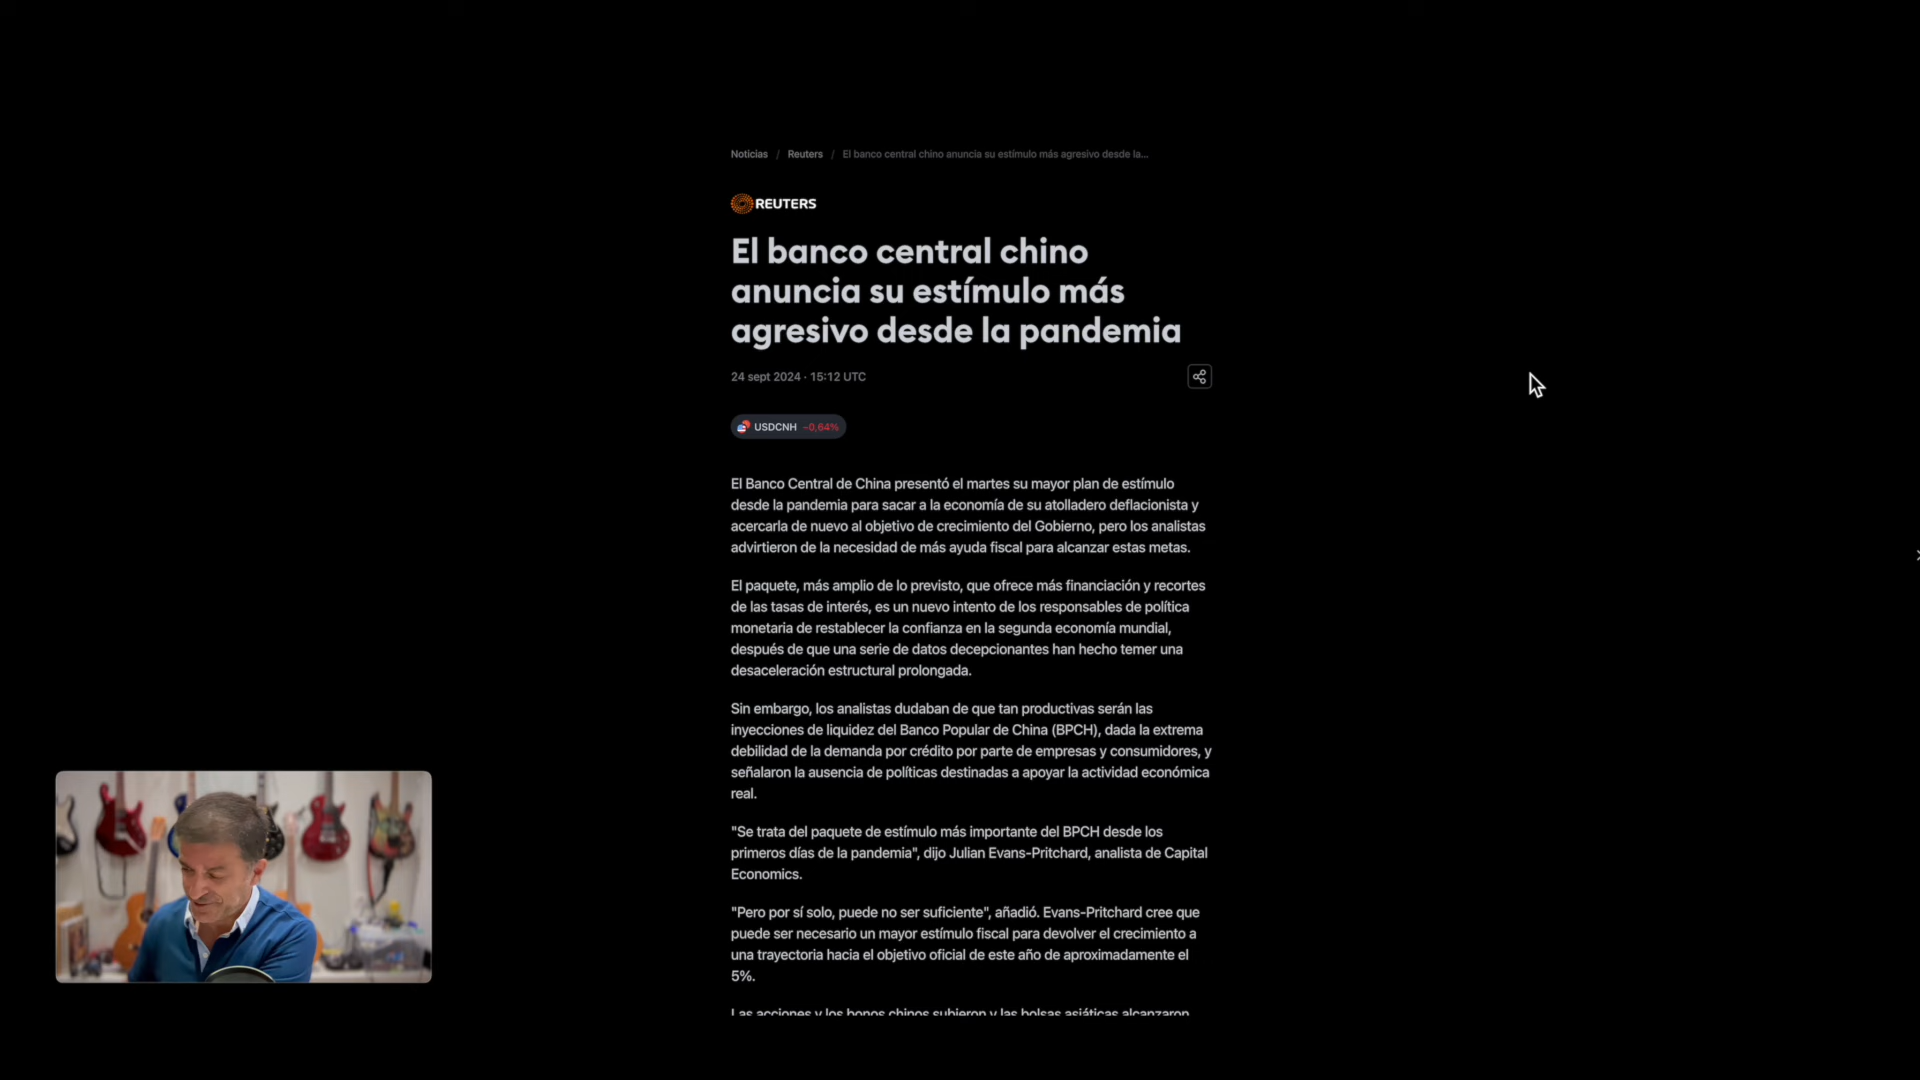 Noticias / Reuters / El banco central chino anuncia su estímulo más agresivo desde la...
REUTERS
El banco central chino
anuncia su estímulo más
agresivo desde la pandemia
24 sept 2024 · 15:12 UTC
USDCNH −0,64%
El Banco Central de China presentó el martes su mayor plan de estímulo
desde la pandemia para sacar a la economía de su atolladero deflacionista y
acercarla de nuevo al objetivo de crecimiento del Gobierno, pero los analistas
advirtieron de la necesidad de más ayuda fiscal para alcanzar estas metas.
El paquete, más amplio de lo previsto, que ofrece más financiación y recortes
de las tasas de interés, es un nuevo intento de los responsables de política
monetaria de restablecer la confianza en la segunda economía mundial,
después de que una serie de datos decepcionantes han hecho temer una
desaceleración estructural prolongada.
Sin embargo, los analistas dudaban de que tan productivas serán las
inyecciones de liquidez del Banco Popular de China (BPCH), dada la extrema
debilidad de la demanda por crédito por parte de empresas y consumidores, y
señalaron la ausencia de políticas destinadas a apoyar la actividad económica
real.
"Se trata del paquete de estímulo más importante del BPCH desde los
primeros días de la pandemia", dijo Julian Evans-Pritchard, analista de Capital
Economics.
"Pero por sí solo, puede no ser suficiente", añadió. Evans-Pritchard cree que
puede ser necesario un mayor estímulo fiscal para devolver el crecimiento a
una trayectoria hacia el objetivo oficial de este año de aproximadamente el
5%.
Las acciones y los bonos chinos subieron y las bolsas asiáticas alcanzaron